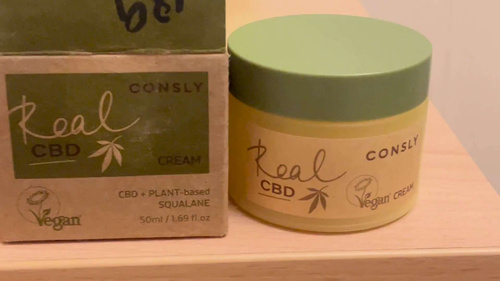 CONSLY
Real
CBD
CREAM
CBD + PLANT-based
SQUALANE
Vegan
50ml / 1.69 fl.oz
Real
CONSLY
CBD
Vegan CREAM